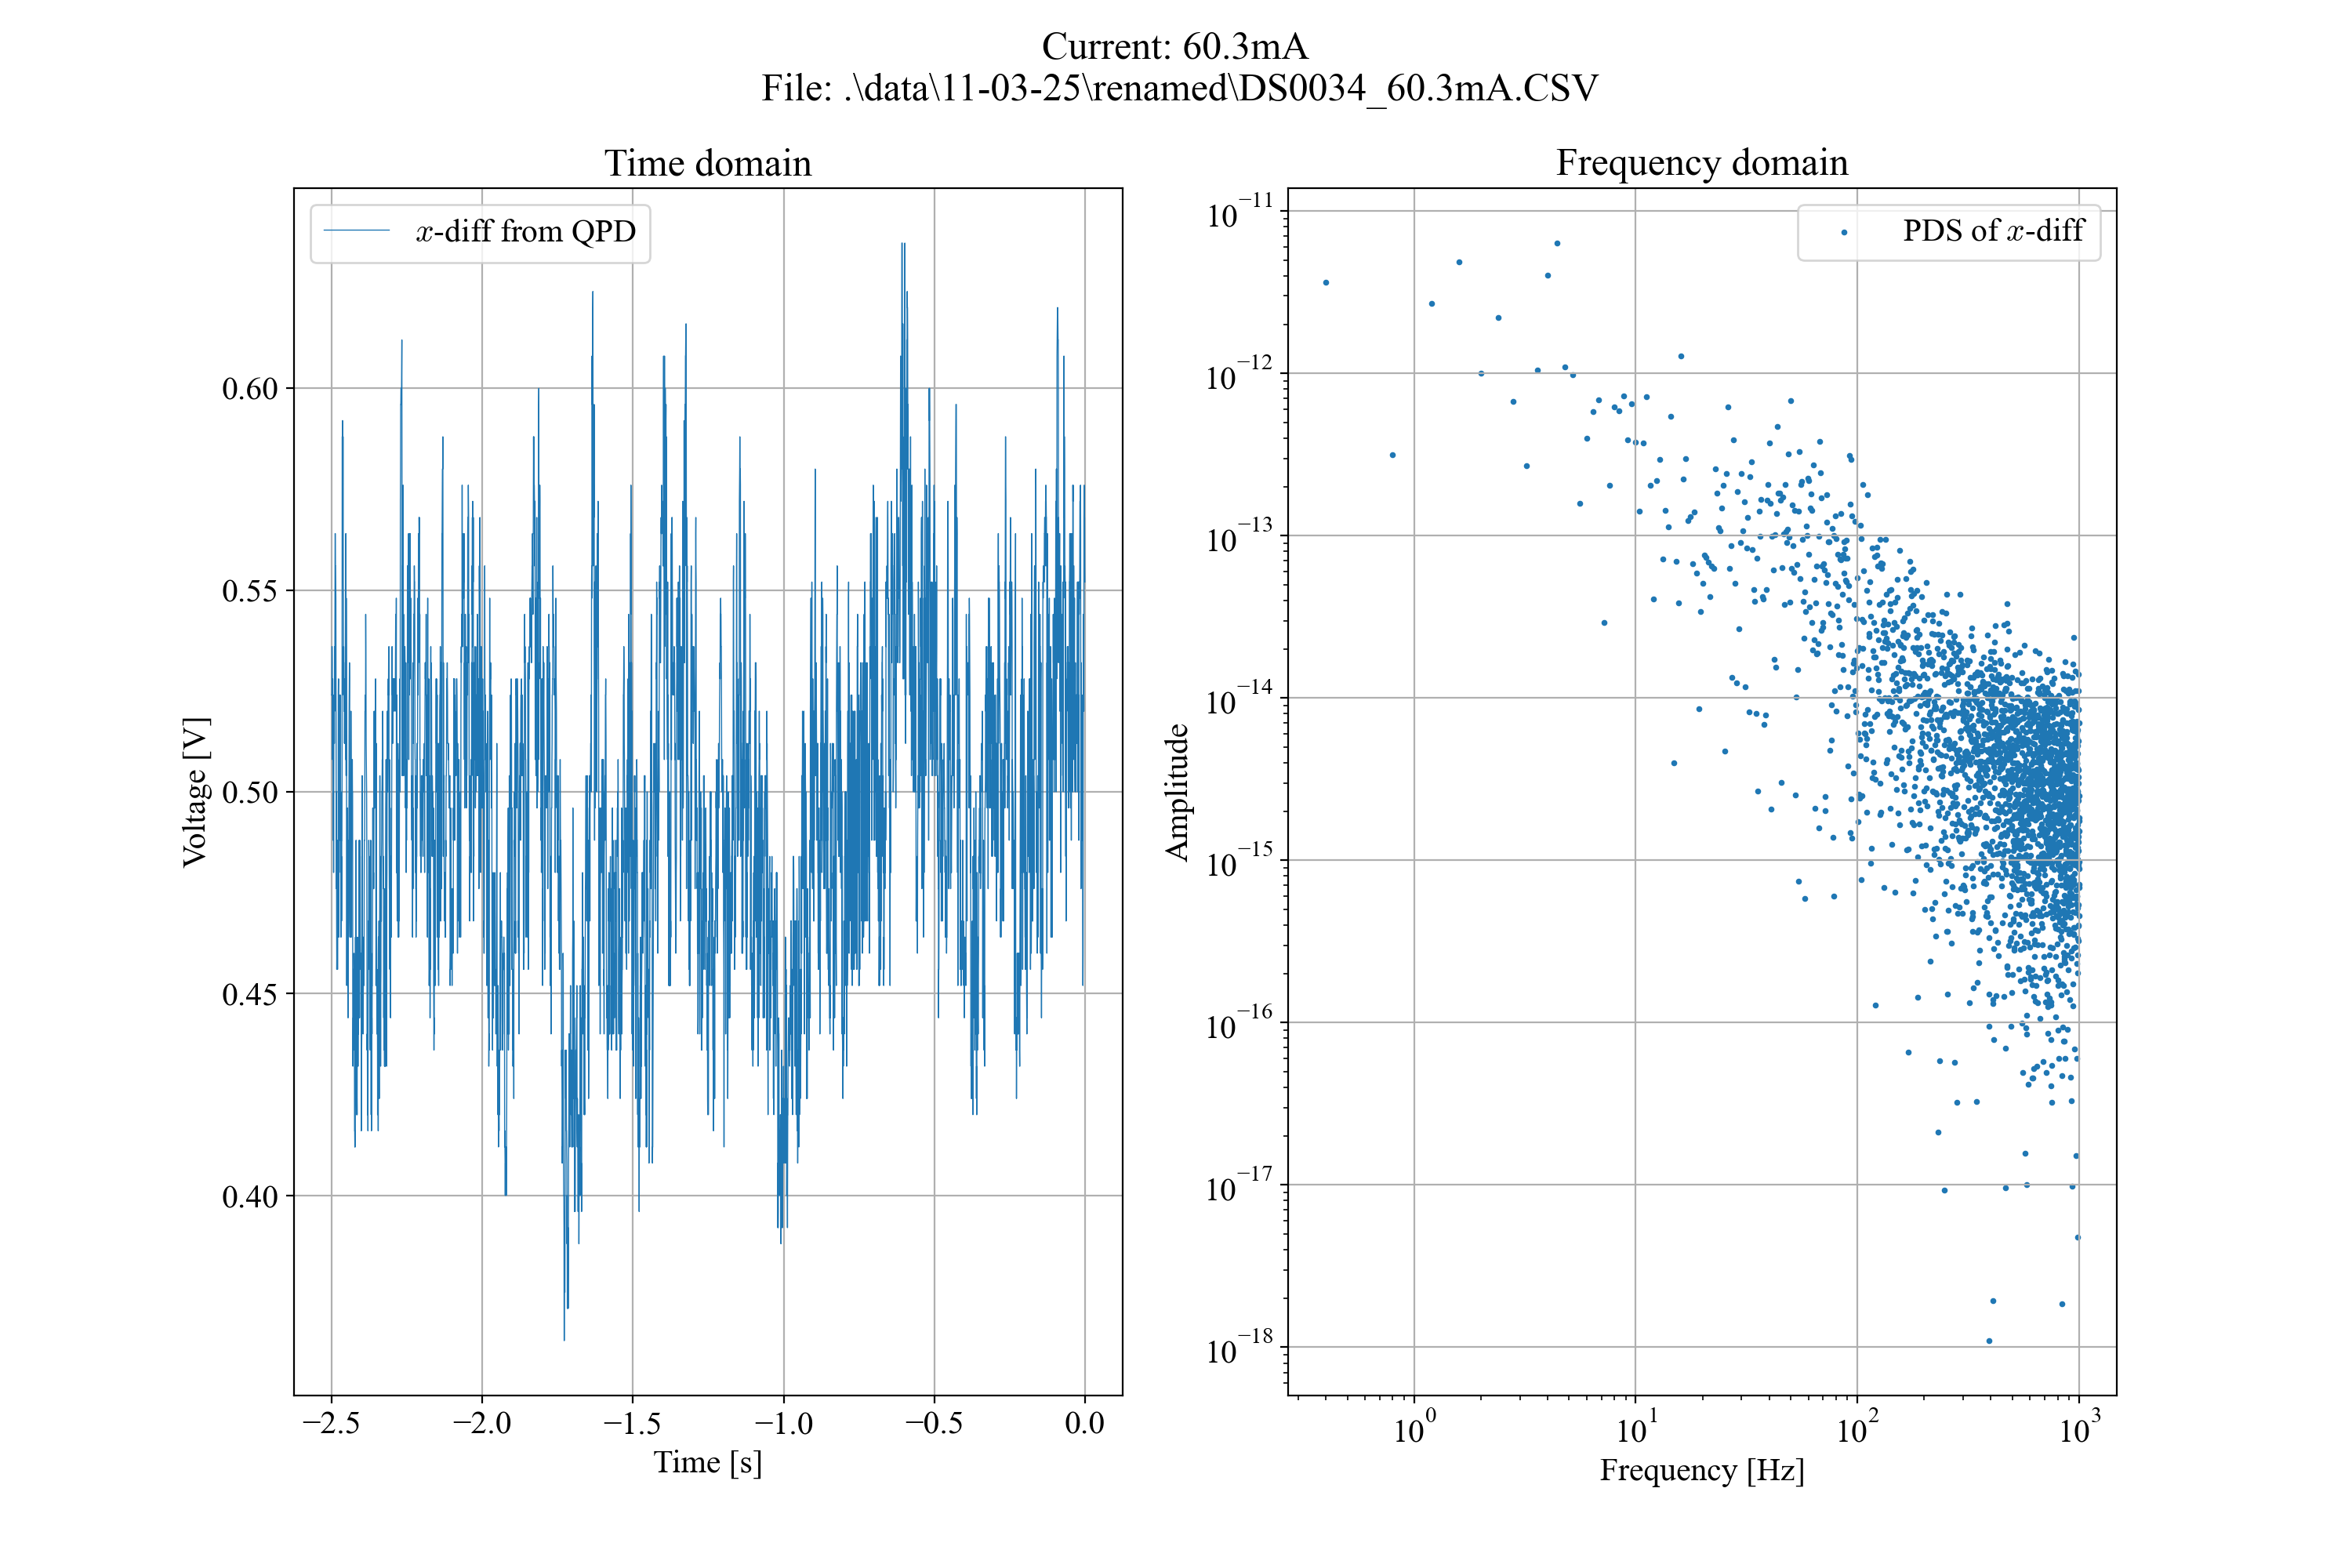 Current: 60.3mA
File: .\data\11-03-25\renamed\DS0034_60.3mA.CSV
Time domain
x-diff from QPD
0.60
0.55
0.50
0.45
0.40
Voltage [V]
−2.5 −2.0 −1.5 −1.0 −0.5 0.0
Time [s]
Frequency domain
PDS of x-diff
10⁻¹¹
10⁻¹²
10⁻¹³
10⁻¹⁴
10⁻¹⁵
10⁻¹⁶
10⁻¹⁷
10⁻¹⁸
Amplitude
10⁰ 10¹ 10² 10³
Frequency [Hz]